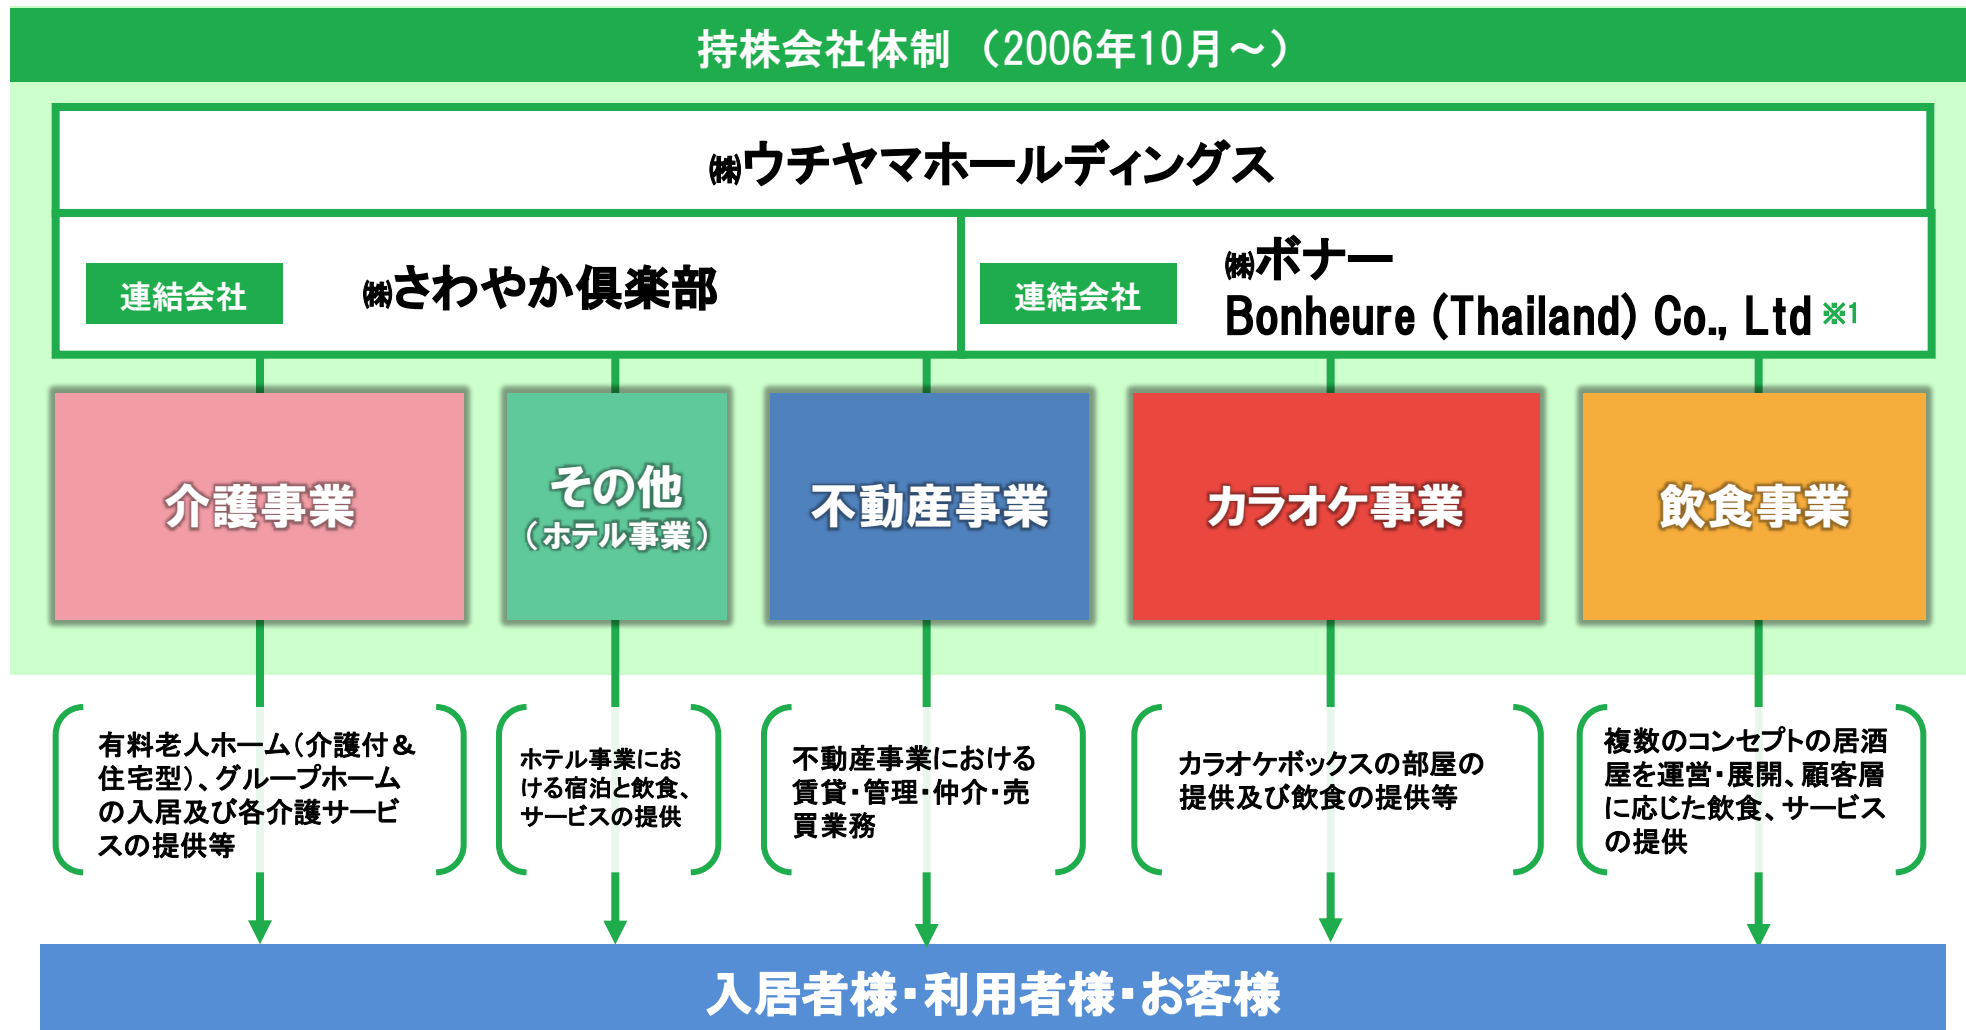 持株会社体制 （2006年10月～）
㈱ウチヤマホールディングス
連結会社
㈱さわやか倶楽部
連結会社
㈱ボナー
Bonheure (Thailand) Co., Ltd ※1
介護事業
その他
（ホテル事業）
不動産事業
カラオケ事業
飲食事業
有料老人ホーム（介護付＆
住宅型）、グループホーム
の入居及び各介護サービ
スの提供等
ホテル事業にお
ける宿泊と飲食、
サービスの提供
不動産事業における
賃貸・管理・仲介・売
買業務
カラオケボックスの部屋の
提供及び飲食の提供等
複数のコンセプトの居酒
屋を運営・展開、顧客層
に応じた飲食、サービス
の提供
入居者様・利用者様・お客様